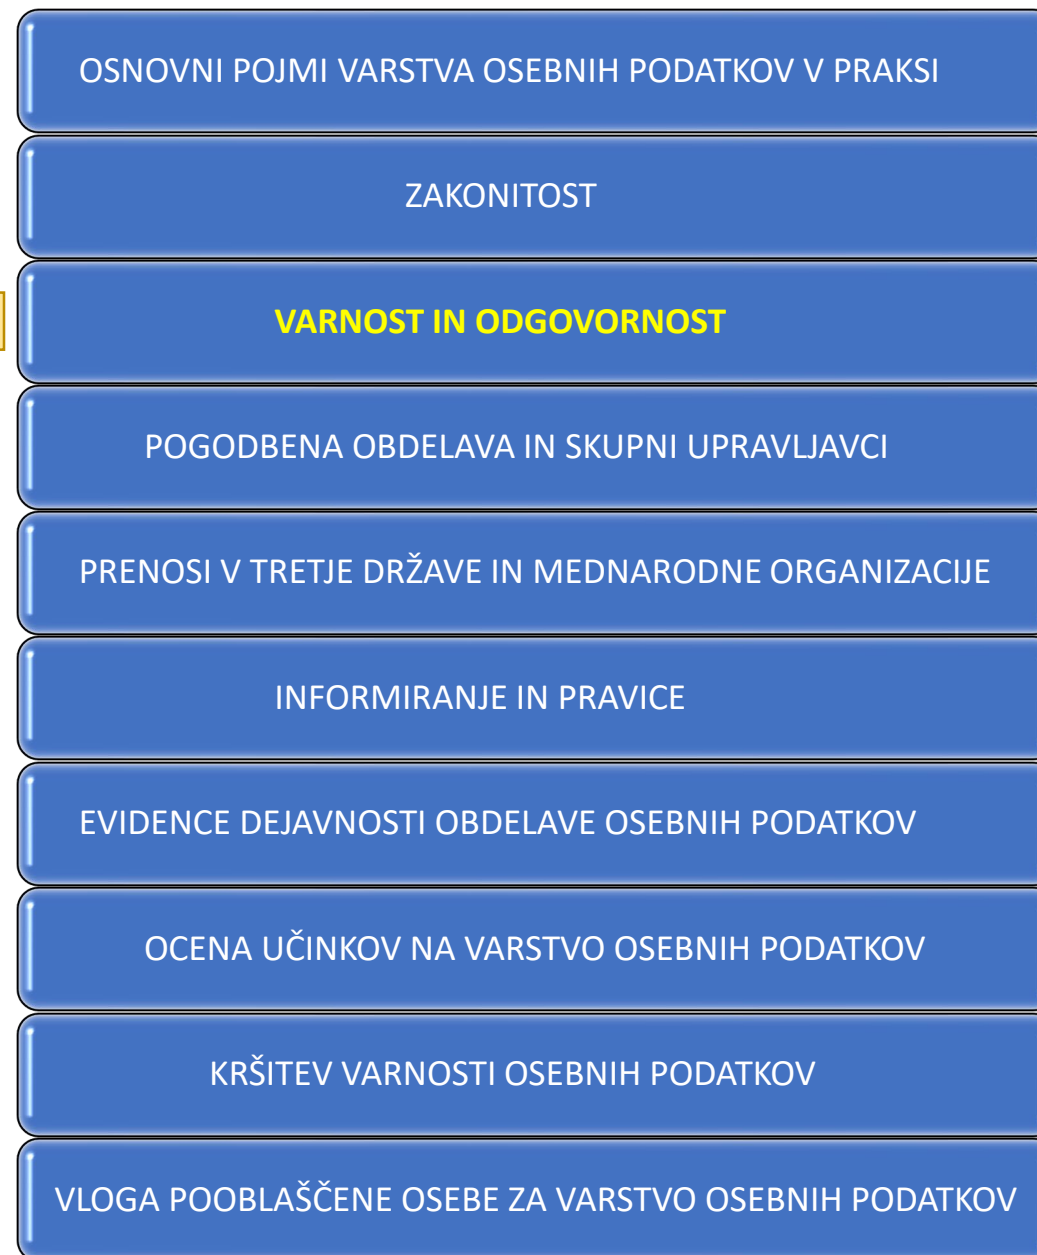 OSNOVNI POJMI VARSTVA OSEBNIH PODATKOV V PRAKSI
ZAKONITOST
VARNOST IN ODGOVORNOST
POGODBENA OBDELAVA IN SKUPNI UPRAVLJAVCI
PRENOSI V TRETJE DRŽAVE IN MEDNARODNE ORGANIZACIJE
INFORMIRANJE IN PRAVICE
EVIDENCE DEJAVNOSTI OBDELAVE OSEBNIH PODATKOV
OCENA UČINKOV NA VARSTVO OSEBNIH PODATKOV
KRŠITEV VARNOSTI OSEBNIH PODATKOV
VLOGA POOBLAŠČENE OSEBE ZA VARSTVO OSEBNIH PODATKOV